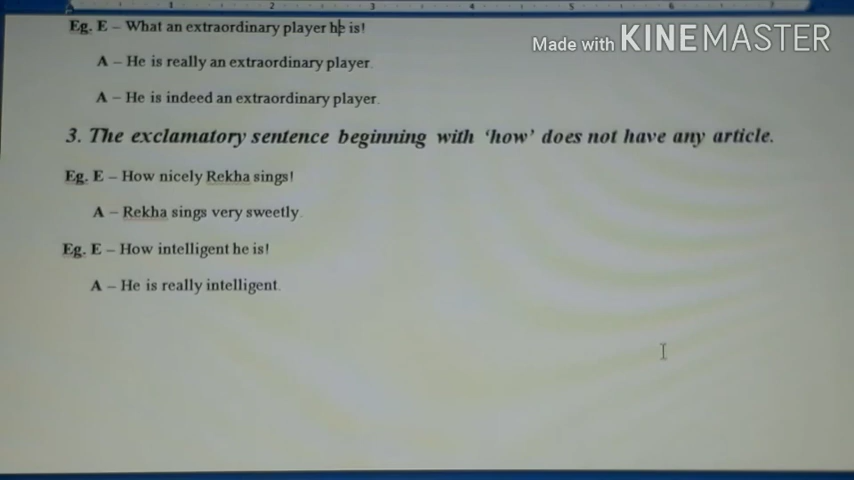 Made with KINEMASTER
Eg. E – What an extraordinary player he is!
A – He is really an extraordinary player.
A – He is indeed an extraordinary player.
3. The exclamatory sentence beginning with ‘how’ does not have any article.
Eg. E – How nicely Rekha sings!
A – Rekha sings very sweetly.
Eg. E – How intelligent he is!
A – He is really intelligent.